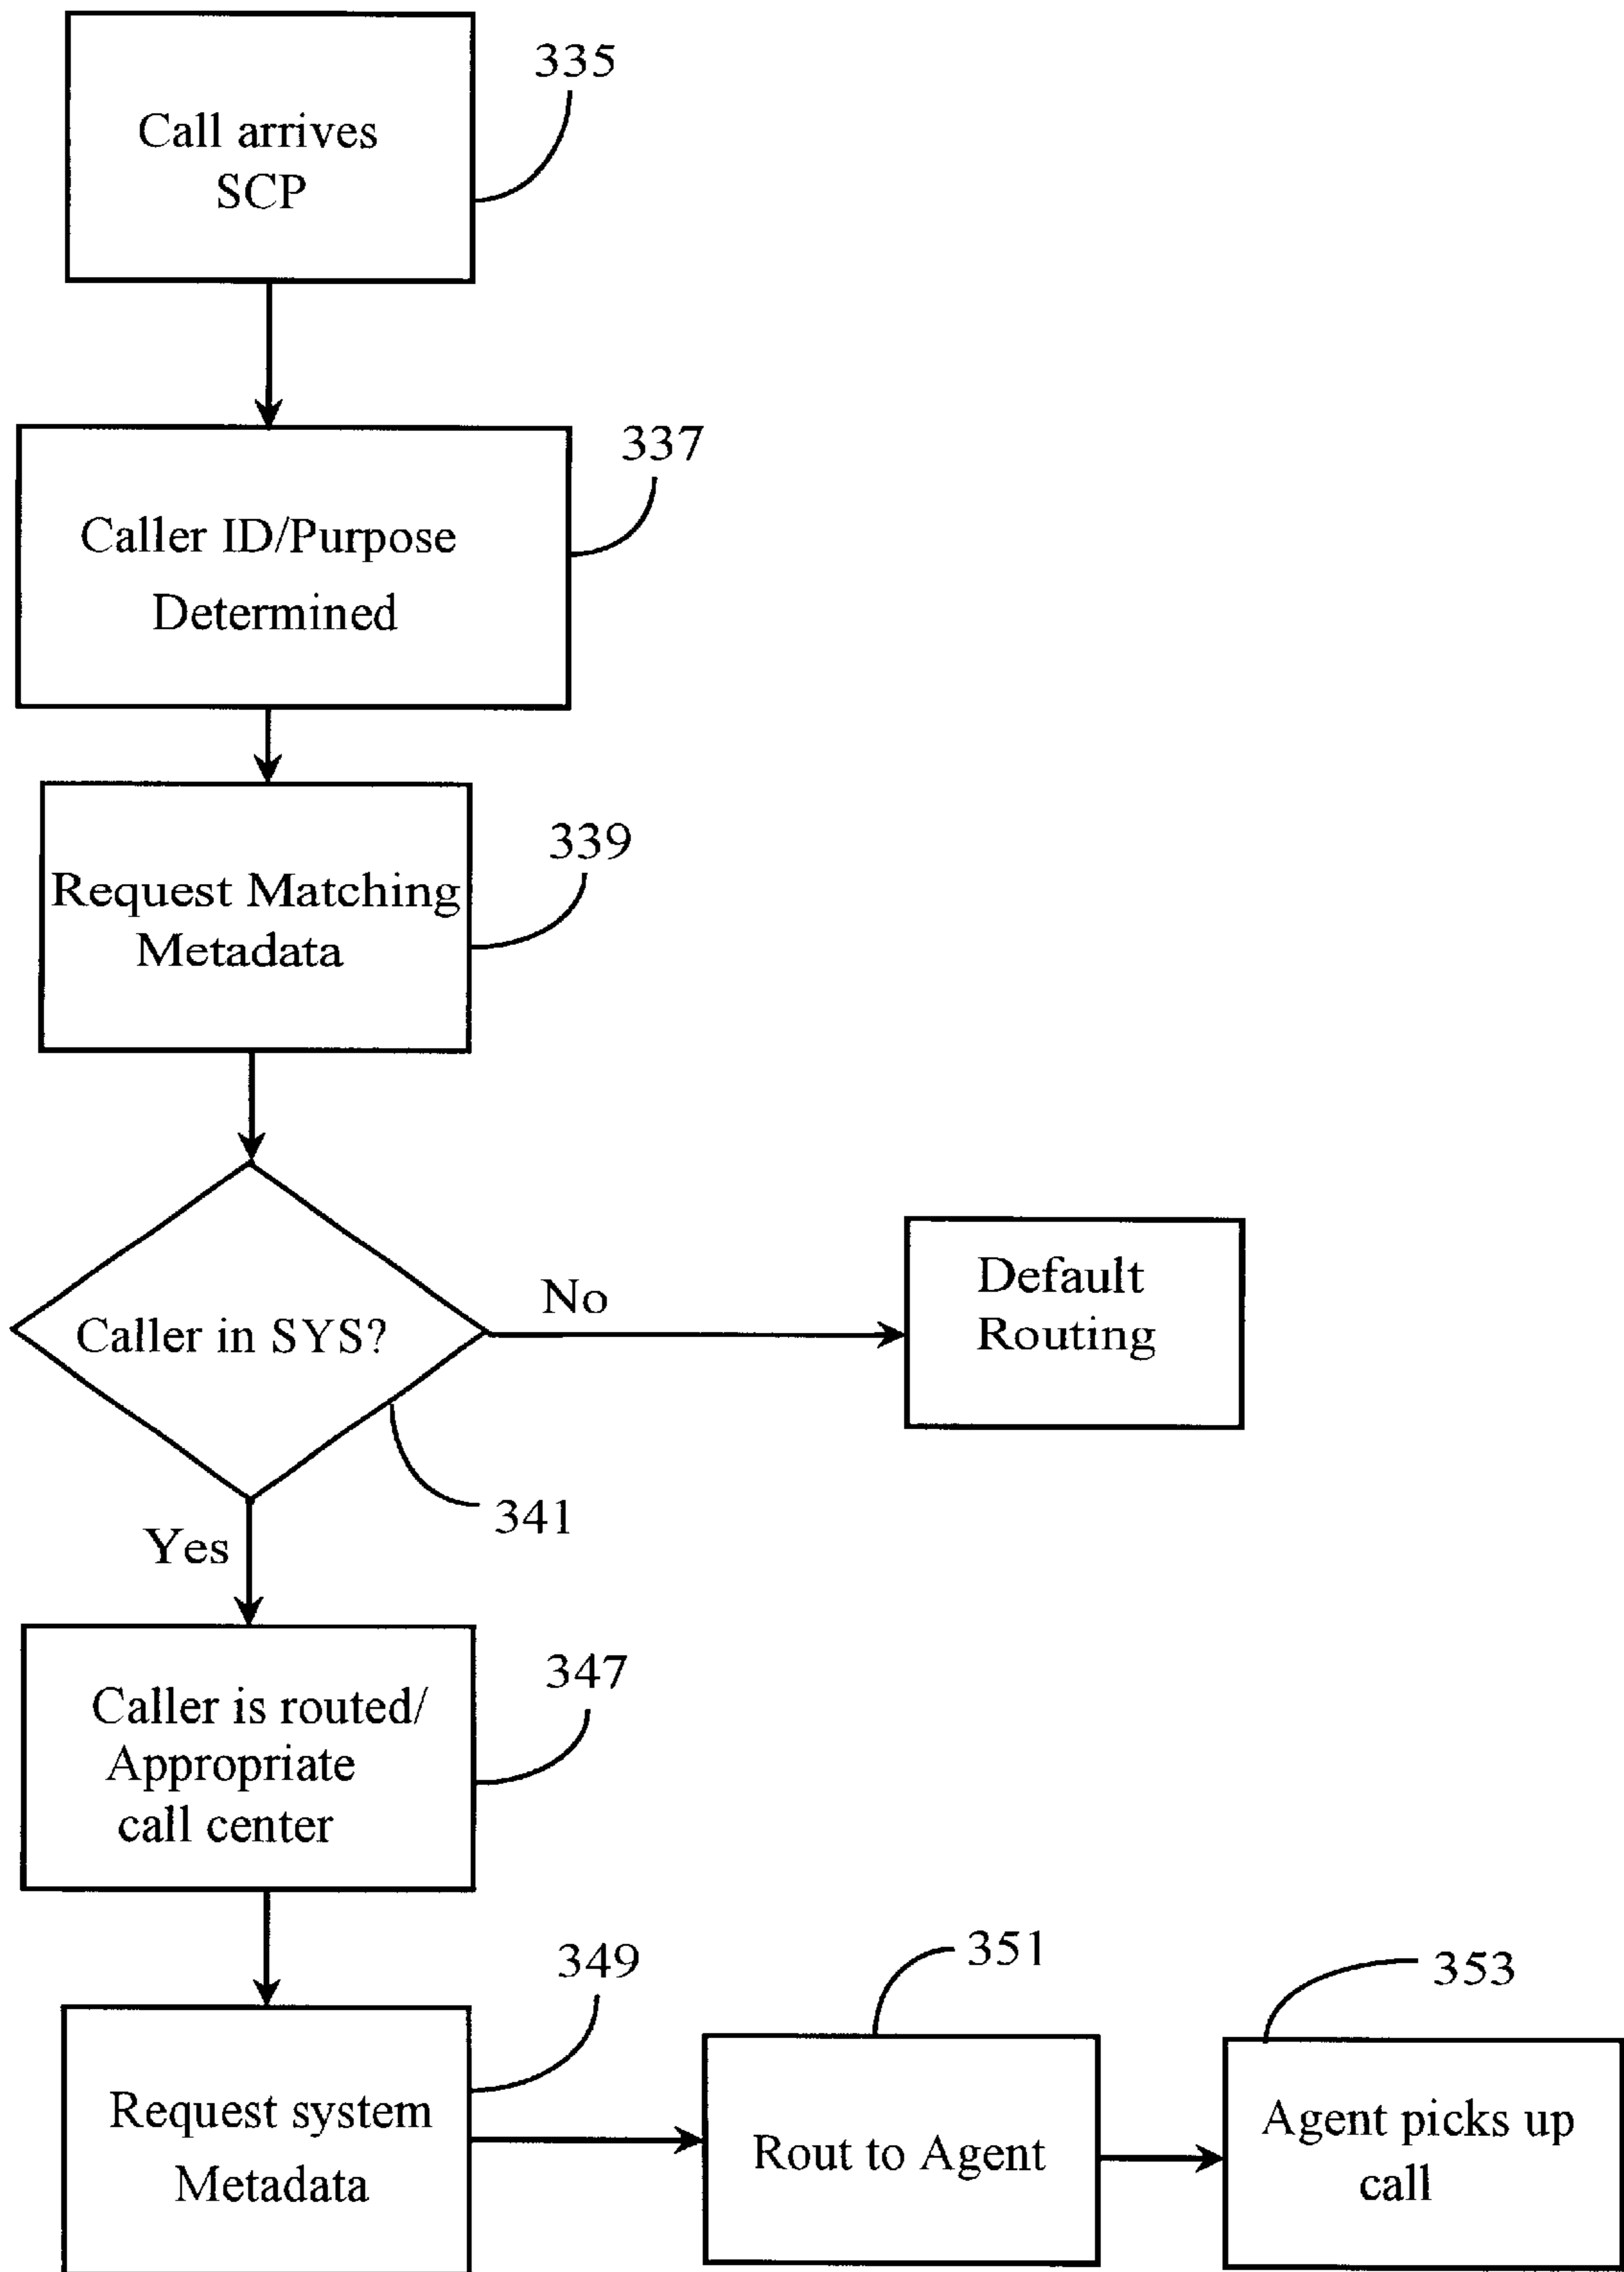 335
Call arrives
SCP
337
Caller ID/Purpose
Determined
339
Request Matching
Metadata
Caller in SYS?
No
Default
Routing
341
Yes
347
Caller is routed/
Appropriate
call center
349
351
353
Request system
Metadata
Rout to Agent
Agent picks up
call